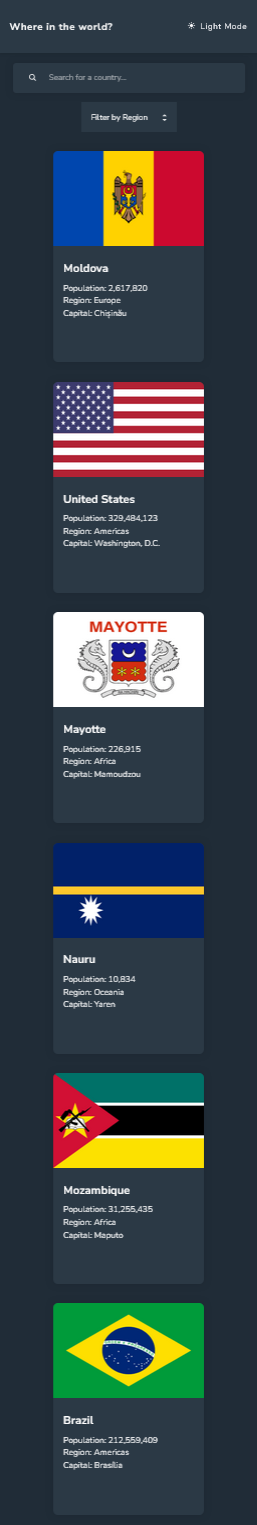 Where in the world?
Light Mode
Search for a country...
Filter by Region
Moldova
Population: 2,617,820
Region: Europe
Capital: Chișinău
United States
Population: 329,484,123
Region: Americas
Capital: Washington, D.C.
MAYOTTE
Mayotte
Population: 226,915
Region: Africa
Capital: Mamoudzou
Nauru
Population: 10,834
Region: Oceania
Capital: Yaren
Mozambique
Population: 31,255,435
Region: Africa
Capital: Maputo
Brazil
Population: 212,559,409
Region: Americas
Capital: Brasília